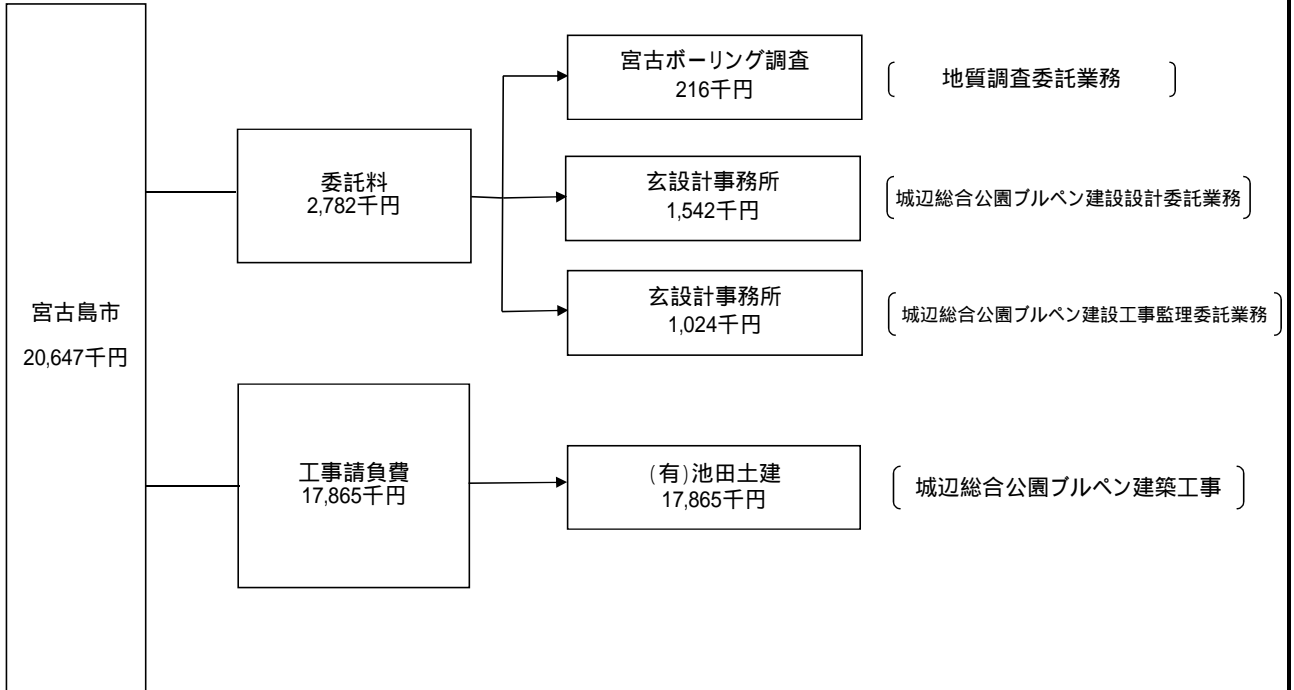 宮古島市
20,647千円
委託料
2,782千円
宮古ボーリング調査
216千円
地質調査委託業務
玄設計事務所
1,542千円
城辺総合公園ブルペン建設設計委託業務
玄設計事務所
1,024千円
城辺総合公園ブルペン建設工事監理委託業務
工事請負費
17,865千円
(有)池田土建
17,865千円
城辺総合公園ブルペン建築工事